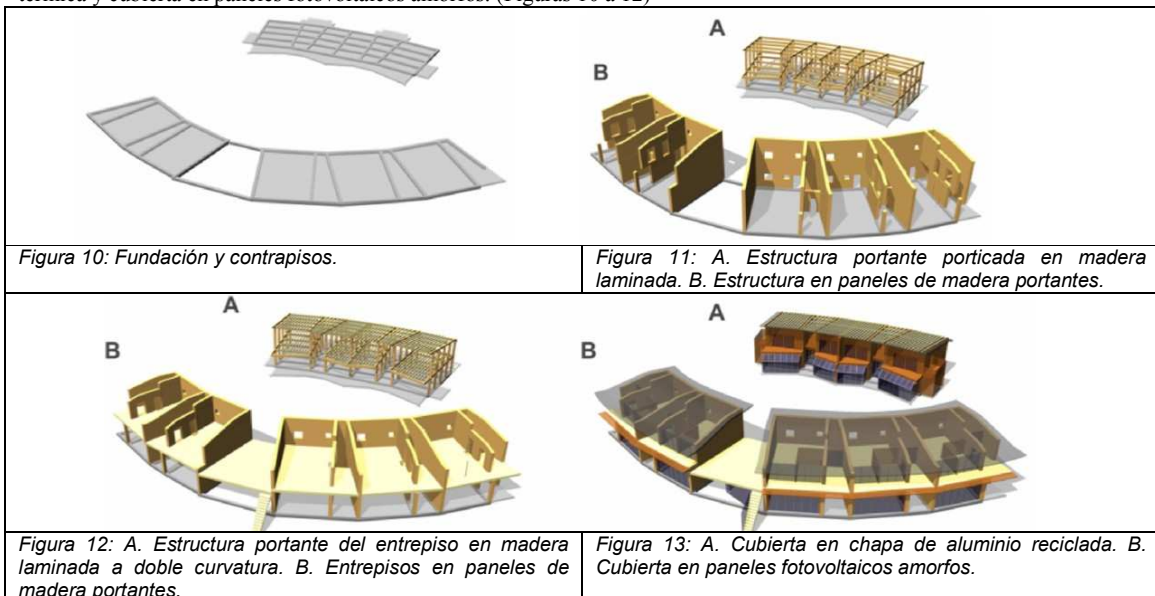 térmica y cubierta en paneles fotovoltaicos amorfos. (Figuras 10 a 12)
A
B
Figura 10: Fundación y contrapisos.
Figura 11: A. Estructura portante porticada en madera
laminada. B. Estructura en paneles de madera portantes.
A
B
A
B
Figura 12: A. Estructura portante del entrepiso en madera
laminada a doble curvatura. B. Entrepisos en paneles de
madera portantes.
Figura 13: A. Cubierta en chapa de aluminio reciclada. B.
Cubierta en paneles fotovoltaicos amorfos.